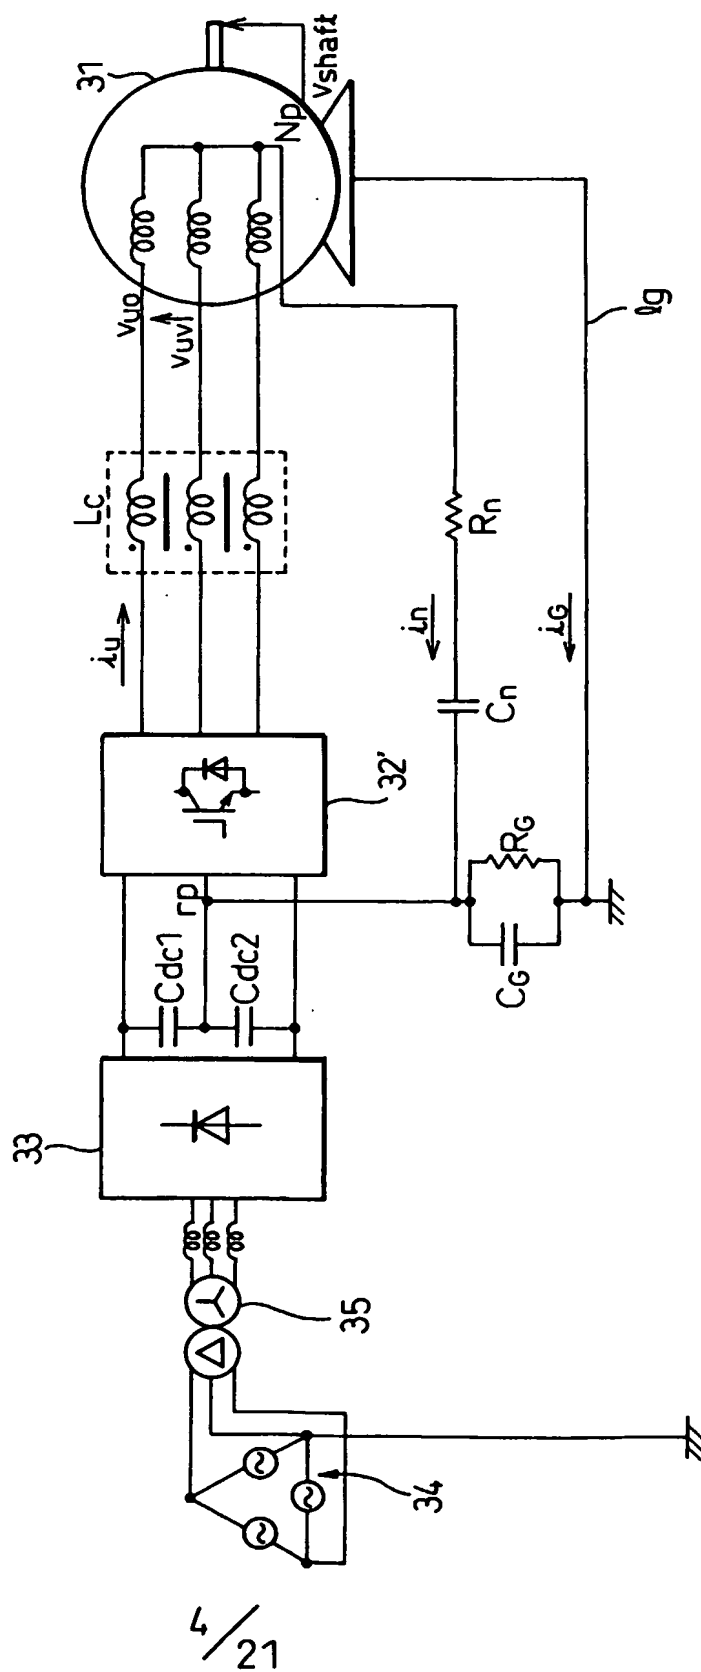 31
Vshaft
Np
Vuo
Vuvl
Lc
iu
32'
rp
Cdc1
Cdc2
33
35
34
in
Rn
Cn
iG
ℓg
RG
CG
4/21